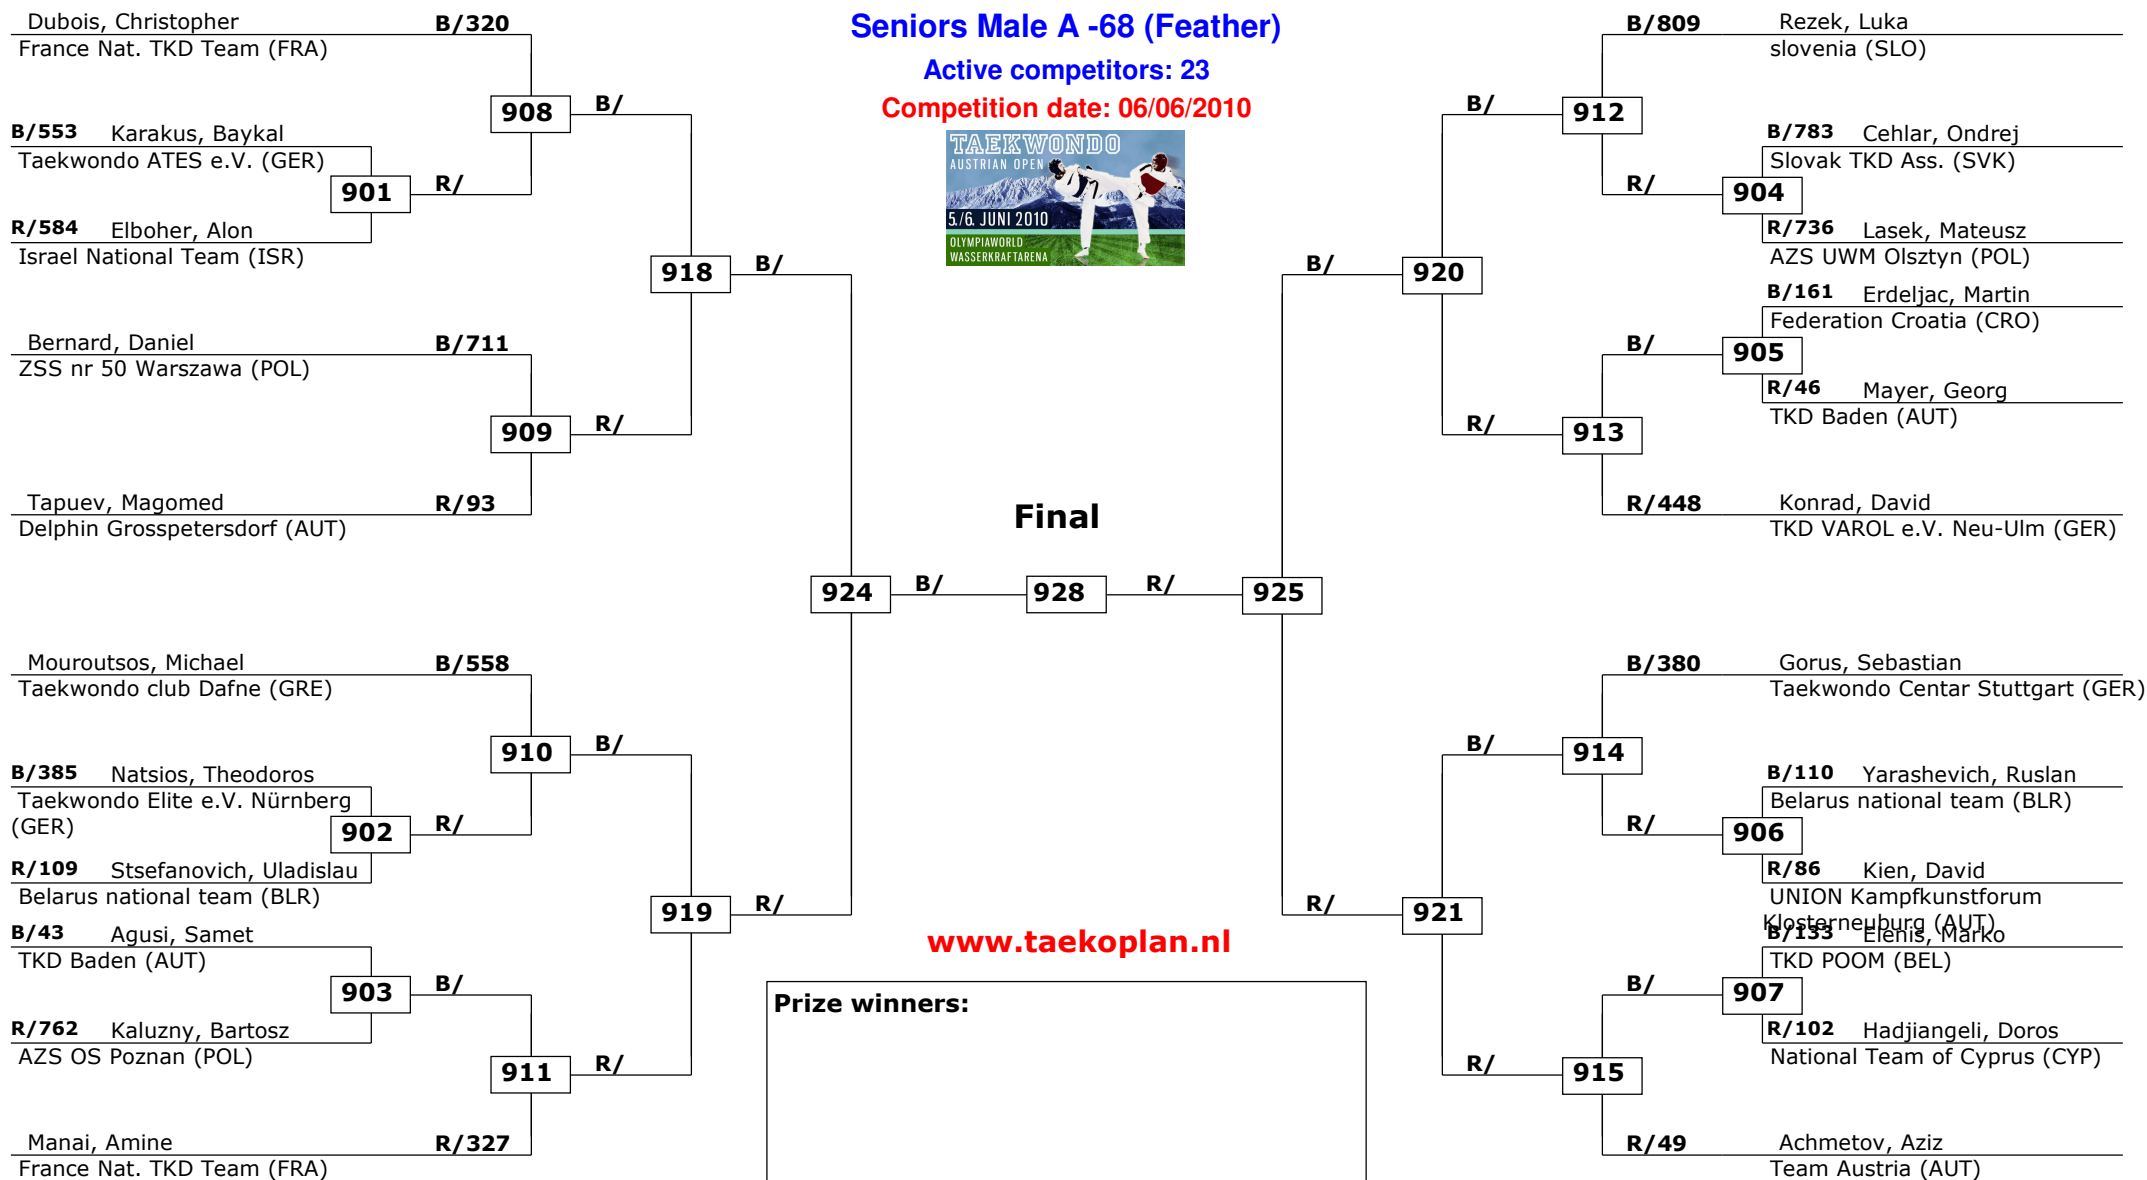 Seniors Male A -68 (Feather)
Active competitors: 23
Competition date: 06/06/2010
TAEKWONDO
AUSTRIAN OPEN
5./6. JUNI 2010
OLYMPIAWORLD
WASSERKRAFTARENA
Dubois, Christopher B/320
France Nat. TKD Team (FRA)
908 B/
B/553 Karakus, Baykal
Taekwondo ATES e.V. (GER)
901 R/
R/584 Elboher, Alon
Israel National Team (ISR)
918 B/
Bernard, Daniel B/711
ZSS nr 50 Warszawa (POL)
909 R/
Tapuev, Magomed R/93
Delphin Grosspetersdorf (AUT)
924 B/
Mouroutsos, Michael B/558
Taekwondo club Dafne (GRE)
910 B/
B/385 Natsios, Theodoros
Taekwondo Elite e.V. Nürnberg
(GER)
902 R/
R/109 Stsefanovich, Uladislau
Belarus national team (BLR)
919 R/
B/43 Agusi, Samet
TKD Baden (AUT)
903 B/
R/762 Kaluzny, Bartosz
AZS OS Poznan (POL)
911 R/
Manai, Amine R/327
France Nat. TKD Team (FRA)
Final
928
B/809 Rezek, Luka
slovenia (SLO)
B/ 912
B/783 Cehlar, Ondrej
Slovak TKD Ass. (SVK)
R/ 904
R/736 Lasek, Mateusz
AZS UWM Olsztyn (POL)
B/ 920
B/161 Erdeljac, Martin
Federation Croatia (CRO)
B/ 905
R/46 Mayer, Georg
TKD Baden (AUT)
R/ 913
R/448 Konrad, David
TKD VAROL e.V. Neu-Ulm (GER)
R/ 925
B/380 Gorus, Sebastian
Taekwondo Centar Stuttgart (GER)
B/ 914
B/110 Yarashevich, Ruslan
Belarus national team (BLR)
R/ 906
R/86 Kien, David
UNION Kampfkunstforum
Klosterneuburg (AUT)
R/ 921
B/133 Elenis, Marko
TKD POOM (BEL)
B/ 907
R/102 Hadjiangeli, Doros
National Team of Cyprus (CYP)
R/ 915
R/49 Achmetov, Aziz
Team Austria (AUT)
www.taekoplan.nl
Prize winners: